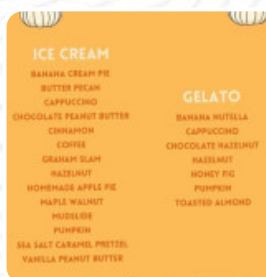 ICE CREAM
BANANA CREAM PIE
BUTTER PECAN
CAPPUCCINO
CHOCOLATE PEANUT BUTTER
CINNAMON
COFFEE
GRAHAM SLAM
HAZELNUT
HOMEMADE APPLE PIE
MAPLE WALNUT
MUDSLIDE
PUMPKIN
SEA SALT CARAMEL PRETZEL
VANILLA PEANUT BUTTER
GELATO
BANANA NUTELLA
CAPPUCCINO
CHOCOLATE HAZELNUT
HAZELNUT
HONEY FIG
PUMPKIN
TOASTED ALMOND